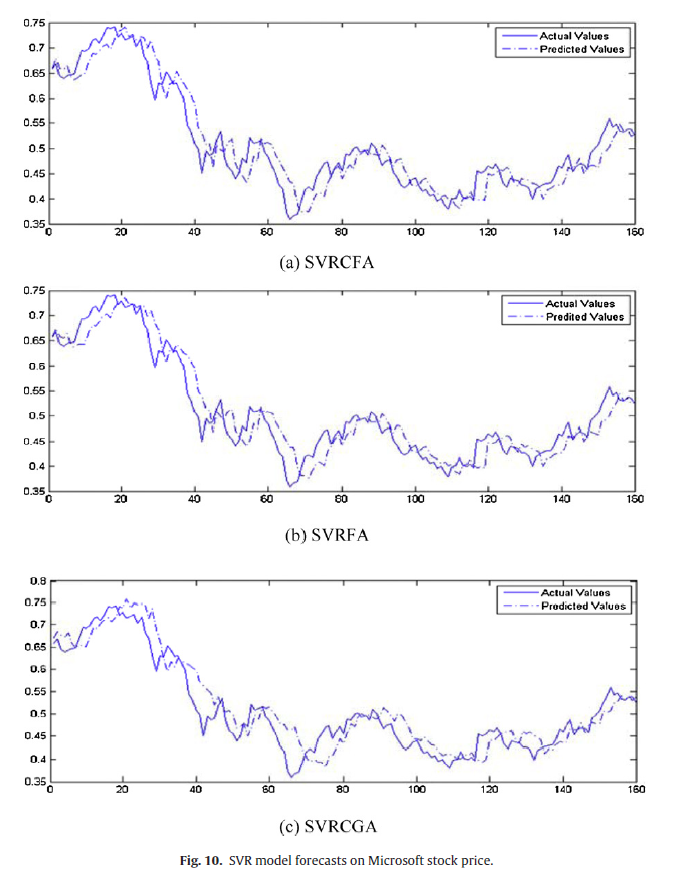 0.75
0.7
0.65
0.6
0.55
0.5
0.45
0.4
0.35
0 20 40 60 80 100 120 140 160
Actual Values
Predicted Values
(a) SVRCFA
0.75
0.7
0.65
0.6
0.55
0.5
0.45
0.4
0.35
0 20 40 60 80 100 120 140 160
Actual Values
Predited Values
(b) SVRFA
0.8
0.75
0.7
0.65
0.6
0.55
0.5
0.45
0.4
0.35
0 20 40 60 80 100 120 140 160
Actual Values
Predicted Values
(c) SVRCGA
Fig. 10. SVR model forecasts on Microsoft stock price.